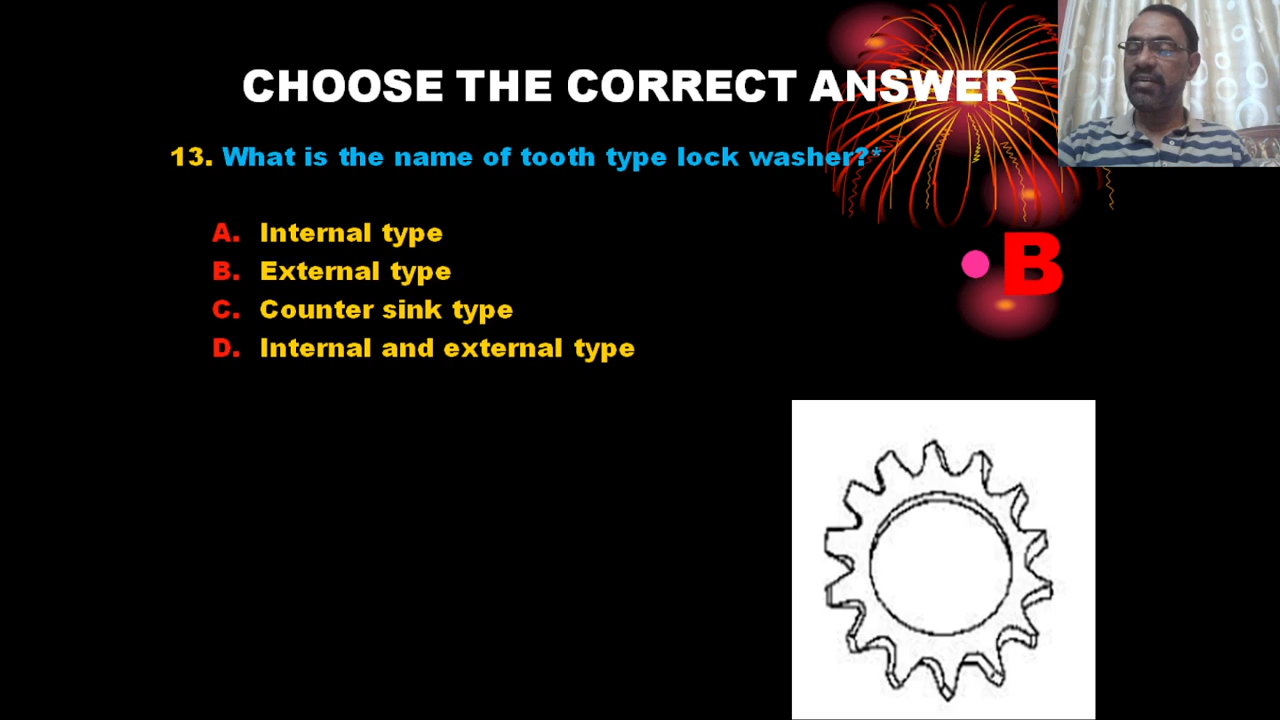 CHOOSE THE CORRECT ANSWER
13. What is the name of tooth type lock washer?*
A. Internal type
B. External type
C. Counter sink type
D. Internal and external type
• B